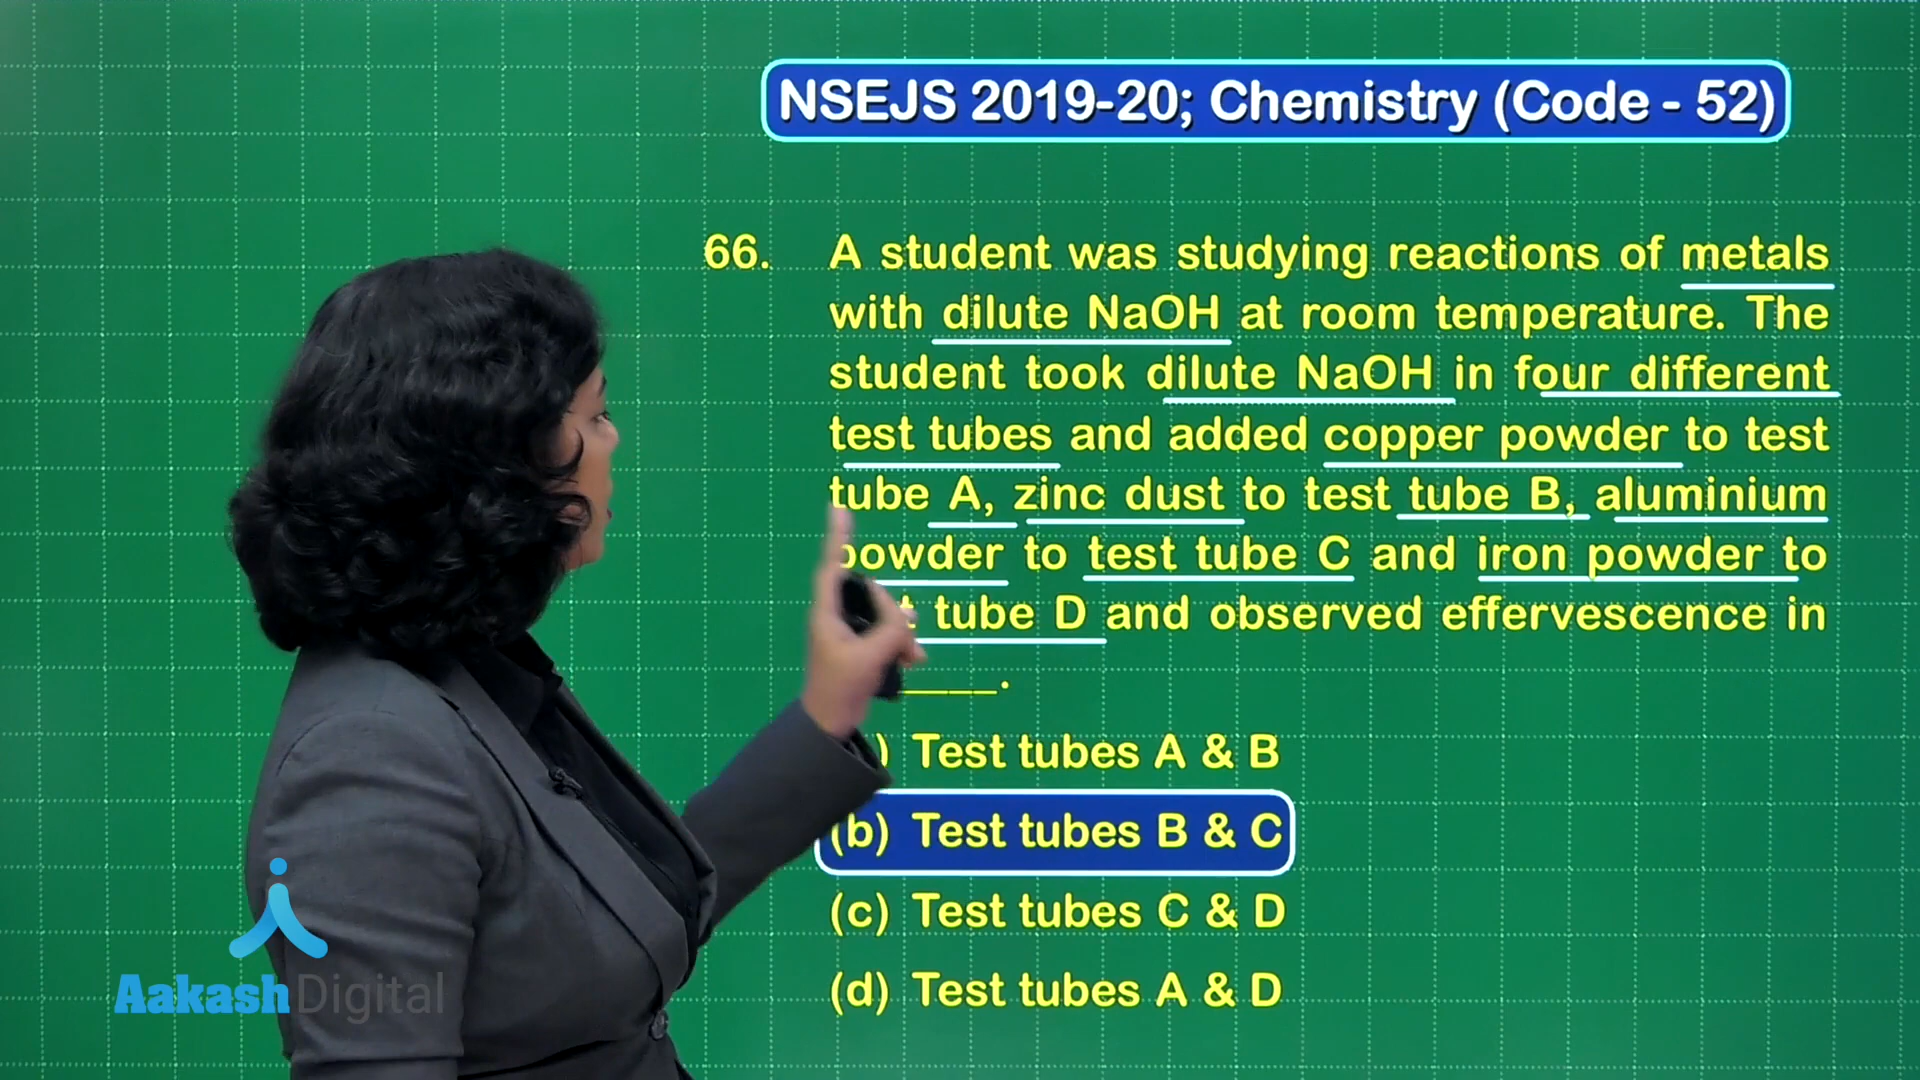 NSEJS 2019-20; Chemistry (Code - 52)
66. A student was studying reactions of metals
with dilute NaOH at room temperature. The
student took dilute NaOH in four different
test tubes and added copper powder to test
tube A, zinc dust to test tube B, aluminium
powder to test tube C and iron powder to
tube D and observed effervescence in
____.
Test tubes A & B
(b) Test tubes B & C
(c) Test tubes C & D
(d) Test tubes A & D
Aakash Digital